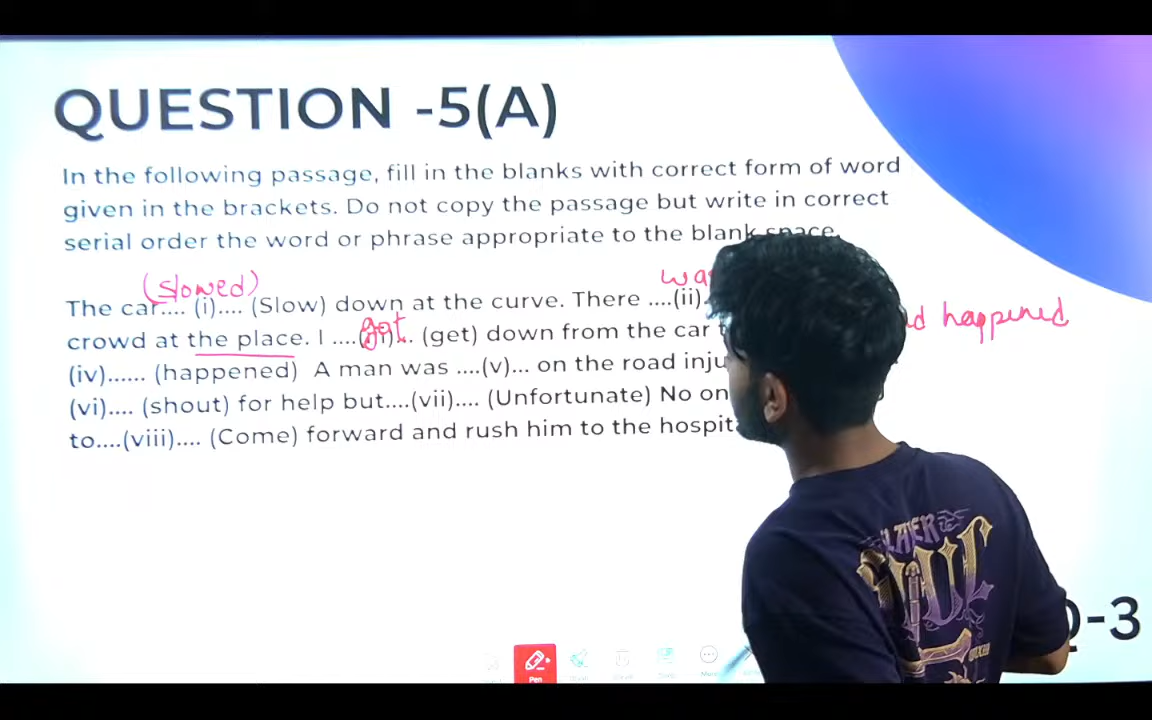 QUESTION -5(A)
In the following passage, fill in the blanks with correct form of word
given in the brackets. Do not copy the passage but write in correct
serial order the word or phrase appropriate to the blank space.
(slowed)
The car.... (i).... (Slow) down at the curve. There ....(ii)
happened
crowd at the place. I .... got .. (get) down from the car
(iv)...... (happened) A man was ....(v)... on the road
(vi).... (shout) for help but....(vii).... (Unfortunate) No
to....(viii).... (Come) forward and rush him to the
-3
Pen